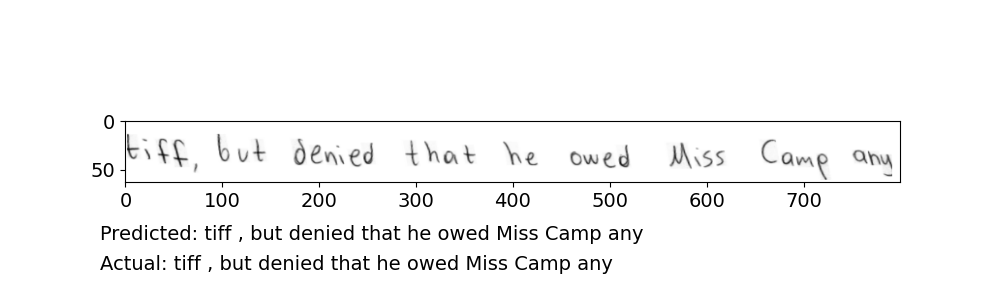 0
50
tiff, but denied that he owed Miss Camp any
0 100 200 300 400 500 600 700
Predicted: tiff , but denied that he owed Miss Camp any
Actual: tiff , but denied that he owed Miss Camp any